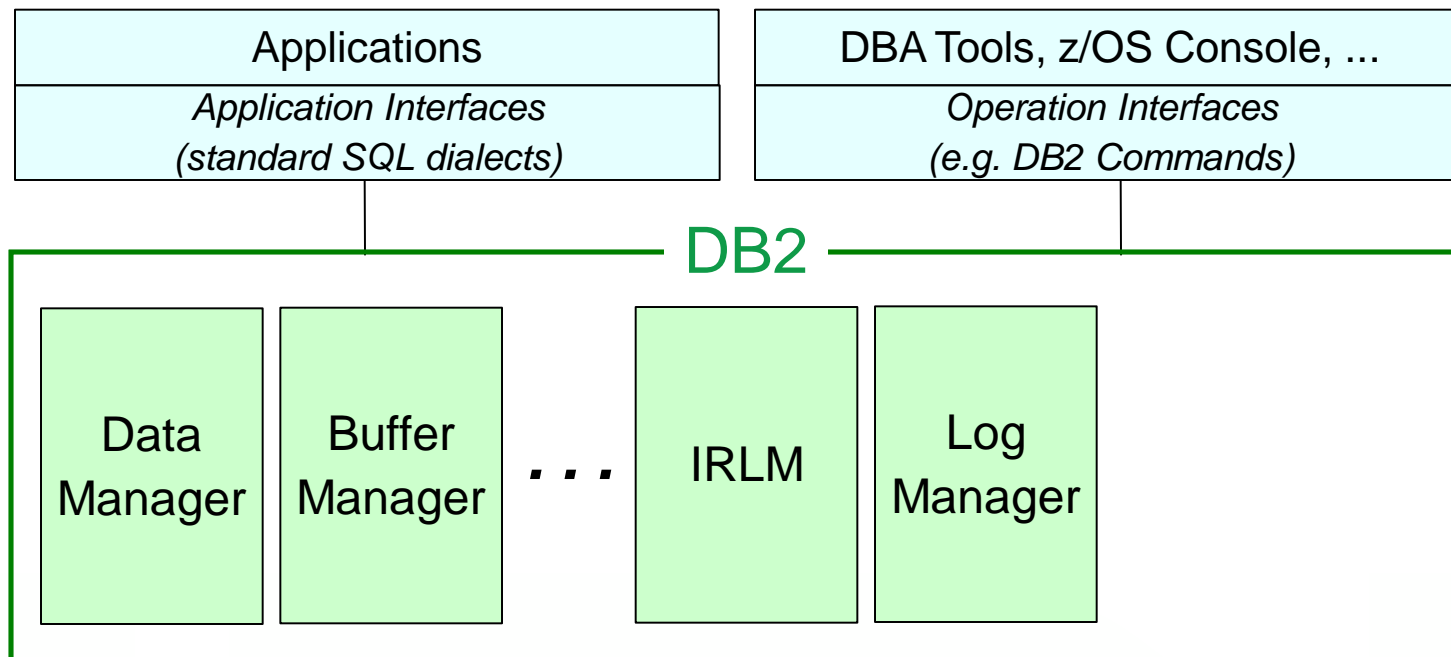 Applications
Application Interfaces
(standard SQL dialects)
DBA Tools, z/OS Console, ...
Operation Interfaces
(e.g. DB2 Commands)
DB2
Data
Manager
Buffer
Manager
. . .
IRLM
Log
Manager